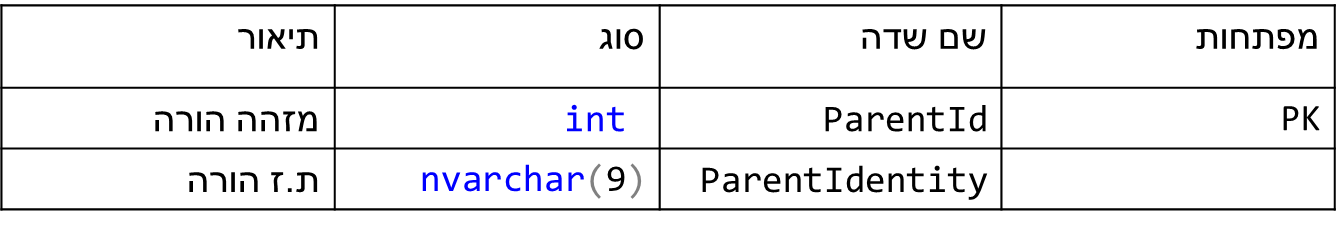 מפתחות שם שדה סוג תיאור
PK ParentId int מזהה הורה
ParentIdentity nvarchar(9) ת.ז הורה